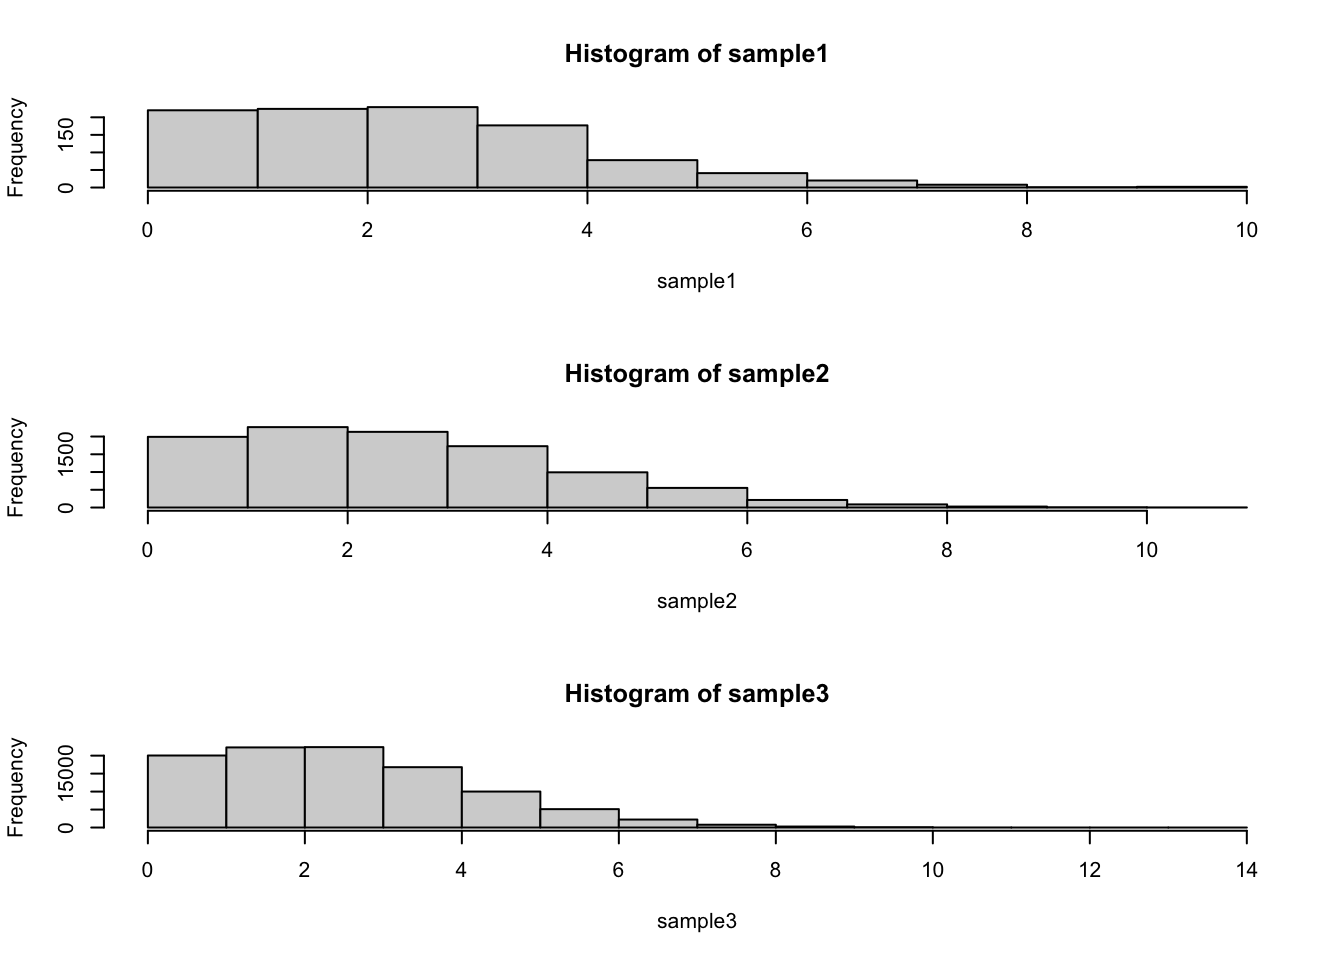 Histogram of sample1
Frequency
0 150
0 2 4 6 8 10
sample1
Histogram of sample2
Frequency
0 1500
0 2 4 6 8 10
sample2
Histogram of sample3
Frequency
0 15000
0 2 4 6 8 10 12 14
sample3